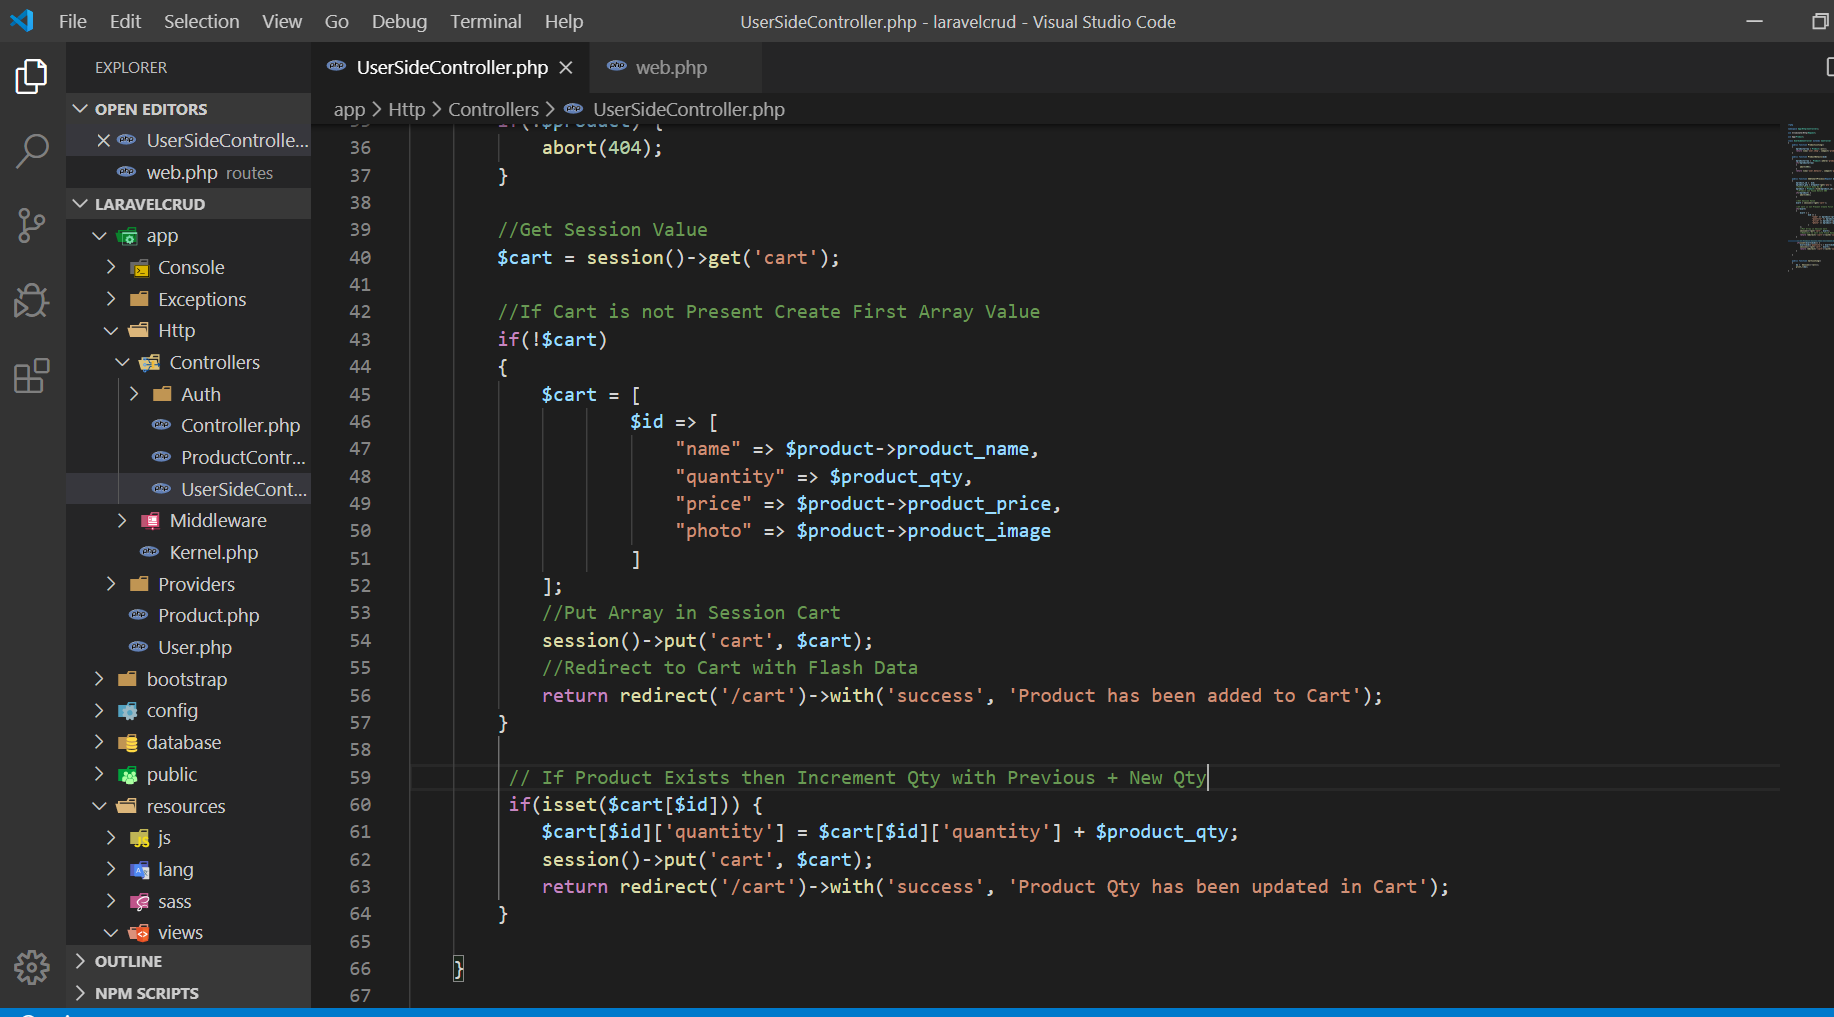 File Edit Selection View Go Debug Terminal Help
UserSideController.php - laravelcrud - Visual Studio Code
EXPLORER
OPEN EDITORS
UserSideControlle...
web.php routes
LARAVELCRUD
app
Console
Exceptions
Http
Controllers
Auth
Controller.php
ProductContr...
UserSideCont...
Middleware
Kernel.php
Providers
Product.php
User.php
bootstrap
config
database
public
resources
js
lang
sass
views
OUTLINE
NPM SCRIPTS
UserSideController.php
web.php
app > Http > Controllers > UserSideController.php
35 if(!$product) {
36 abort(404);
37 }
38
39 //Get Session Value
40 $cart = session()->get('cart');
41
42 //If Cart is not Present Create First Array Value
43 if(!$cart)
44 {
45 $cart = [
46 $id => [
47 "name" => $product->product_name,
48 "quantity" => $product_qty,
49 "price" => $product->product_price,
50 "photo" => $product->product_image
51 ]
52 ];
53 //Put Array in Session Cart
54 session()->put('cart', $cart);
55 //Redirect to Cart with Flash Data
56 return redirect('/cart')->with('success', 'Product has been added to Cart');
57 }
58
59 // If Product Exists then Increment Qty with Previous + New Qty
60 if(isset($cart[$id])) {
61 $cart[$id]['quantity'] = $cart[$id]['quantity'] + $product_qty;
62 session()->put('cart', $cart);
63 return redirect('/cart')->with('success', 'Product Qty has been updated in Cart');
64 }
65
66 }
67